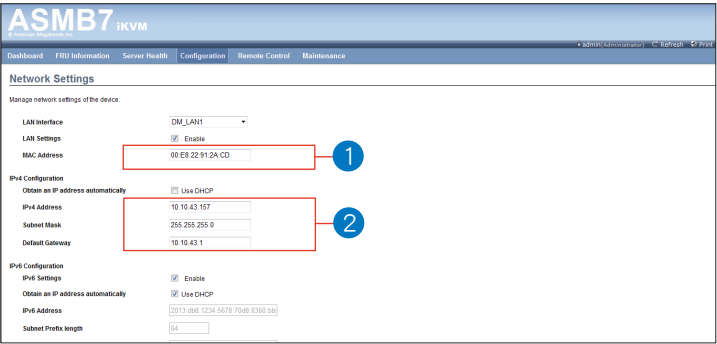 ASMB7 iKVM
© American Megatrends Inc.
• admin(Administrator) Refresh Print
Dashboard FRU Information Server Health Configuration Remote Control Maintenance
Network Settings
Manage network settings of the device.
LAN Interface DM_LAN1
LAN Settings Enable
MAC Address 00:E8:22:91:2A:CD
1
IPv4 Configuration
Obtain an IP address automatically Use DHCP
IPv4 Address 10.10.43.157
Subnet Mask 255.255.255.0
2
Default Gateway 10.10.43.1
IPv6 Configuration
IPv6 Settings Enable
Obtain an IP address automatically Use DHCP
IPv6 Address 2013:db8:1234:5678:70d8:8360:bb
Subnet Prefix length 64